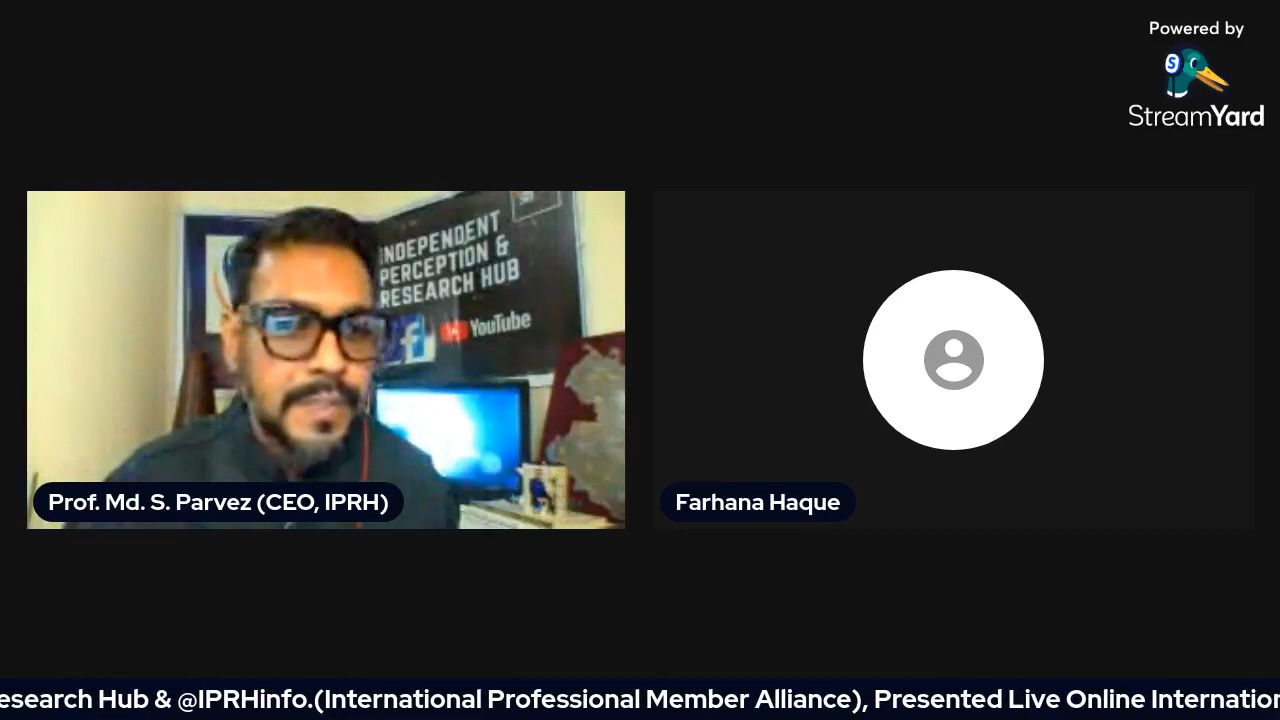 Powered by
S
StreamYard
INDEPENDENT
PERCEPTION &
RESEARCH HUB
f
YouTube
Prof. Md. S. Parvez (CEO, IPRH)
Farhana Haque
esearch Hub & @IPRHinfo.(International Professional Member Alliance), Presented Live Online Internation